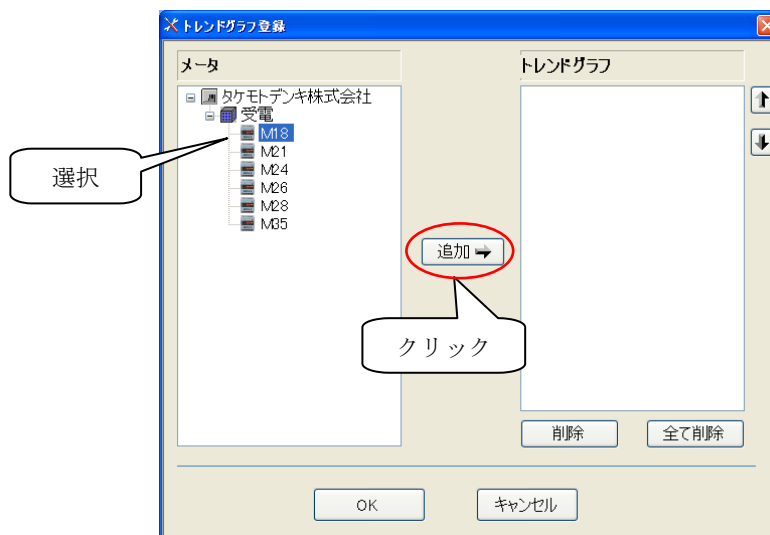 トレンドグラフ登録
メータ
トレンドグラフ
タケモトデンキ株式会社
受電
M18
M21
M24
M26
M28
M35
選択
追加
クリック
削除
全て削除
OK
キャンセル